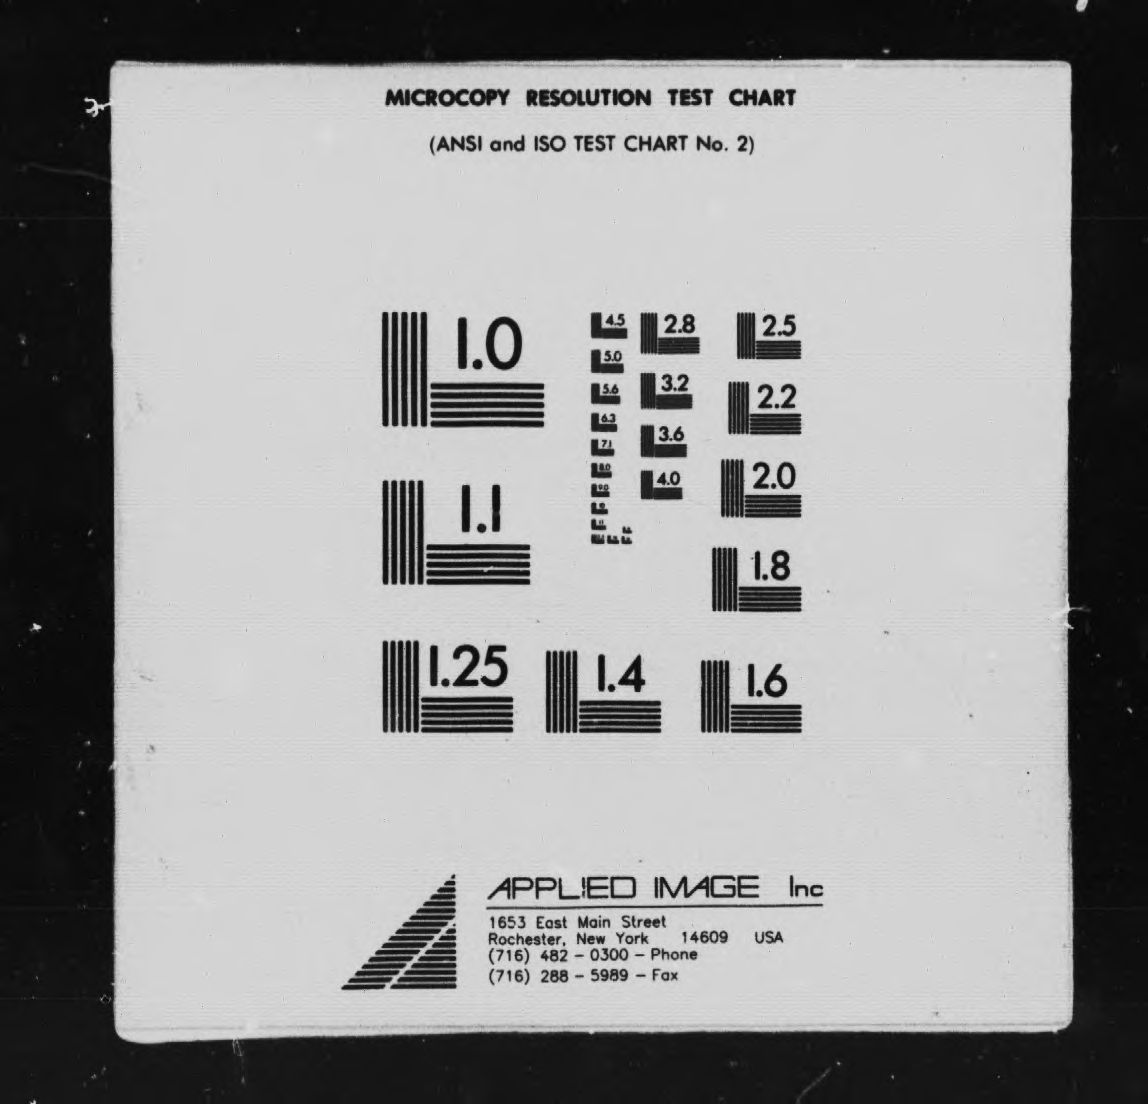 MICROCOPY RESOLUTION TEST CHART
(ANSI and ISO TEST CHART No. 2)
1.0
1.1
1.25
1.4
1.6
1.8
2.0
2.2
2.5
2.8
3.2
3.6
4.0
4.5
5.0
5.6
6.3
7.1
8.0
9.0
APPLIED IMAGE Inc
1653 East Main Street
Rochester, New York 14609 USA
(716) 482 - 0300 - Phone
(716) 288 - 5989 - Fax